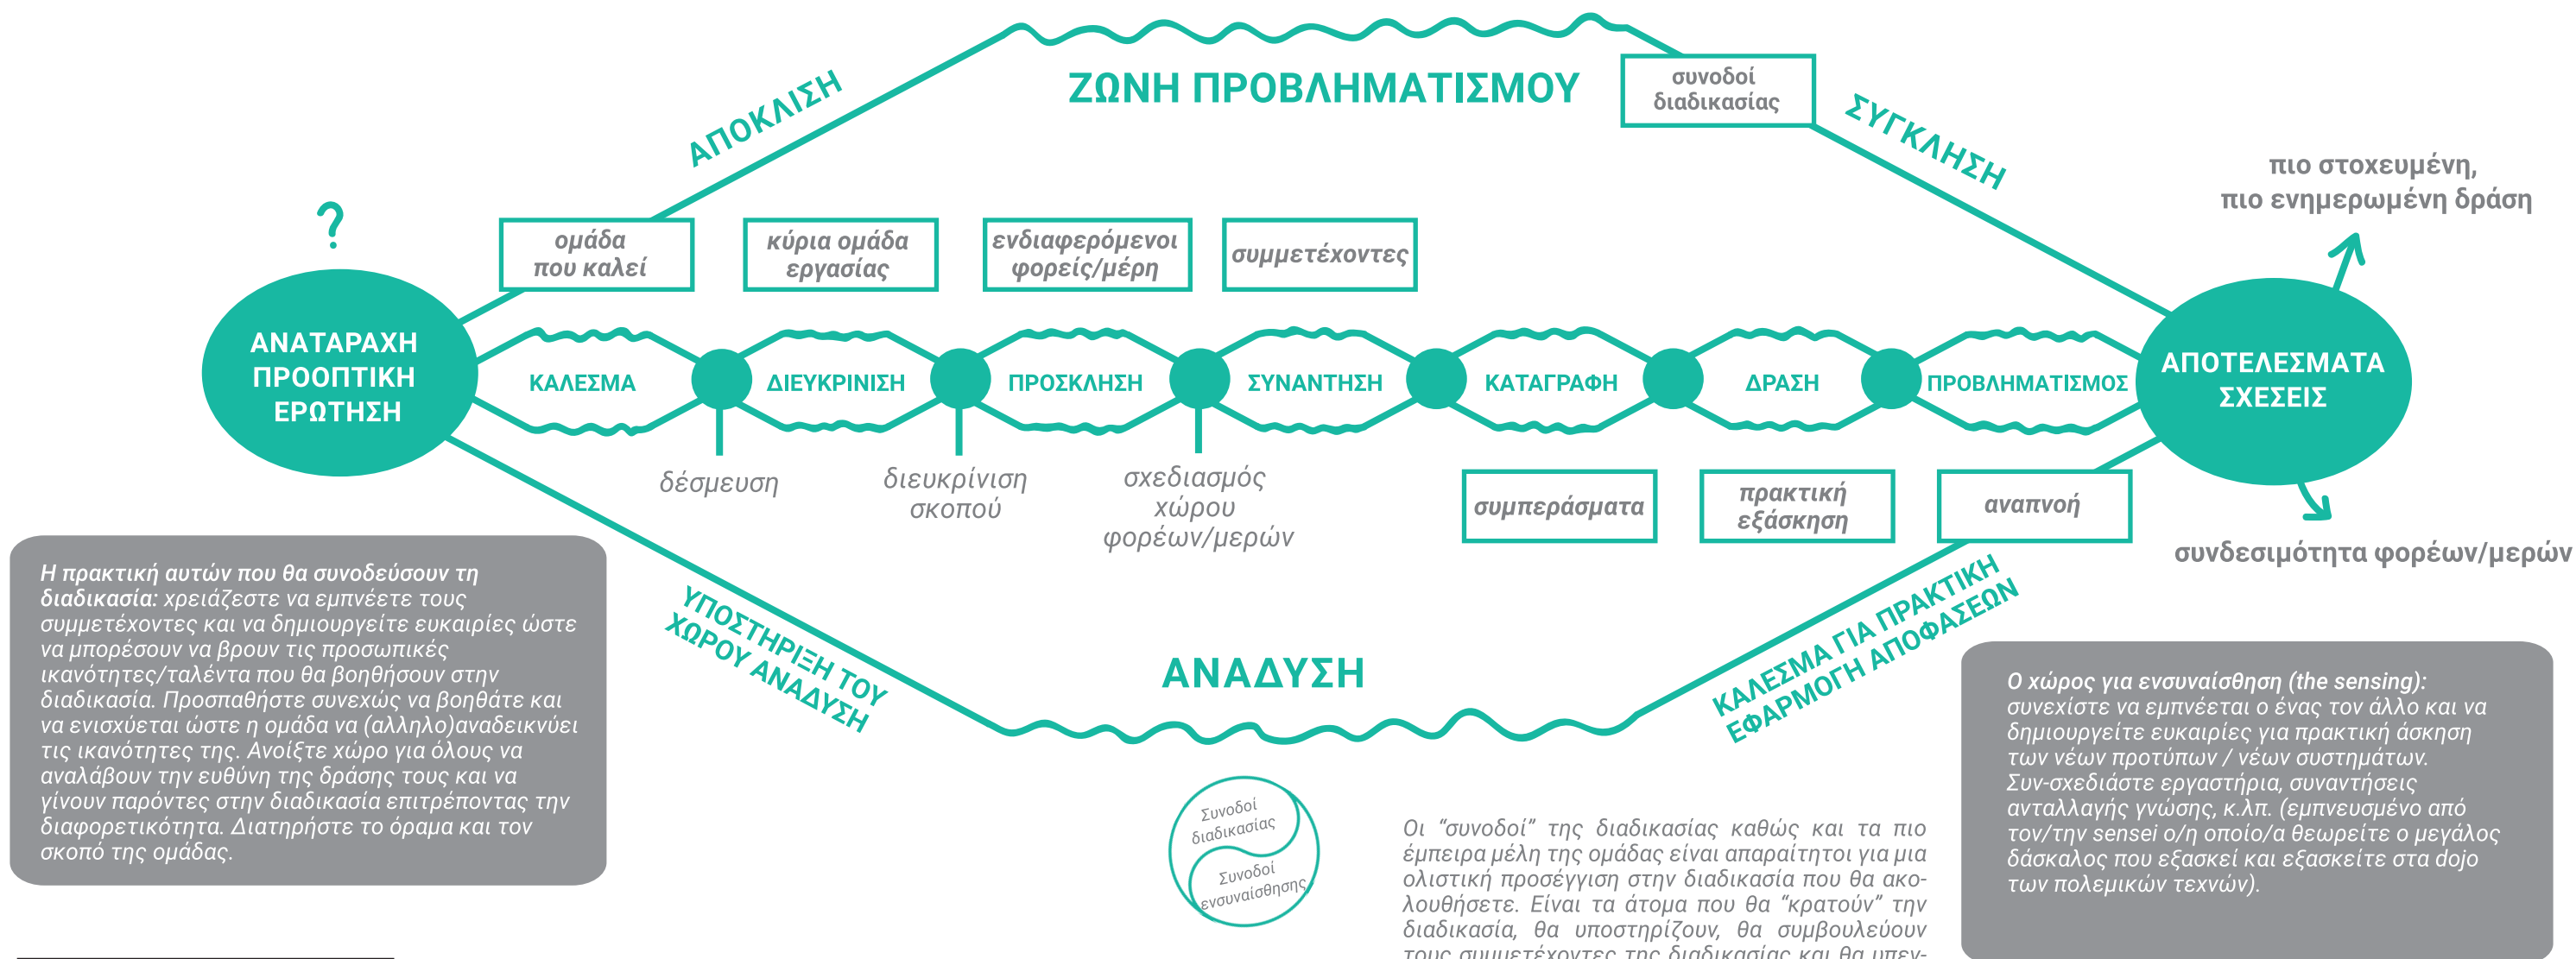 ΖΩΝΗ ΠΡΟΒΛΗΜΑΤΙΣΜΟΥ
ΑΠΟΚΛΙΣΗ
συνοδοί
διαδικασίας
ΣΥΓΚΛΗΣΗ
πιο στοχευμένη,
πιο ενημερωμένη δράση
?
ομάδα
που καλεί
κύρια ομάδα
εργασίας
ενδιαφερόμενοι
φορείς/μέρη
συμμετέχοντες
ΑΝΑΤΑΡΑΧΗ
ΠΡΟΟΠΤΙΚΗ
ΕΡΩΤΗΣΗ
ΚΑΛΕΣΜΑ
ΔΙΕΥΚΡΙΝΙΣΗ
ΠΡΟΣΚΛΗΣΗ
ΣΥΝΑΝΤΗΣΗ
ΚΑΤΑΓΡΑΦΗ
ΔΡΑΣΗ
ΠΡΟΒΛΗΜΑΤΙΣΜΟΣ
ΑΠΟΤΕΛΕΣΜΑΤΑ
ΣΧΕΣΕΙΣ
δέσμευση
διευκρίνιση
σκοπού
σχεδιασμός
χώρου
φορέων/μερών
συμπεράσματα
πρακτική
εξάσκηση
αναπνοή
συνδεσιμότητα φορέων/μερών
Η πρακτική αυτών που θα συνοδεύσουν τη
διαδικασία: χρειάζεστε να εμπνέετε τους
συμμετέχοντες και να δημιουργείτε ευκαιρίες ώστε
να μπορέσουν να βρουν τις προσωπικές
ικανότητες/ταλέντα που θα βοηθήσουν στην
διαδικασία. Προσπαθήστε συνεχώς να βοηθάτε και
να ενισχύεται ώστε η ομάδα να (αλληλο)αναδεικνύει
τις ικανότητες της. Ανοίξτε χώρο για όλους να
αναλάβουν την ευθύνη της δράσης τους και να
γίνουν παρόντες στην διαδικασία επιτρέποντας την
διαφορετικότητα. Διατηρήστε το όραμα και τον
σκοπό της ομάδας.
ΥΠΟΣΤΗΡΙΞΗ ΤΟΥ
ΧΩΡΟΥ ΑΝΑΔΥΣΗ
ΑΝΑΔΥΣΗ
ΚΑΛΕΣΜΑ ΓΙΑ ΠΡΑΚΤΙΚΗ
ΕΦΑΡΜΟΓΗ ΑΠΟΦΑΣΕΩΝ
Ο χώρος για ενσυναίσθηση (the sensing):
συνεχίστε να εμπνέεται ο ένας τον άλλο και να
δημιουργείτε ευκαιρίες για πρακτική άσκηση
των νέων προτύπων / νέων συστημάτων.
Συν-σχεδιάστε εργαστήρια, συναντήσεις
ανταλλαγής γνώσης, κ.λπ. (εμπνευσμένο από
τον/την sensei ο/η οποίο/α θεωρείτε ο μεγάλος
δάσκαλος που εξασκεί και εξασκείτε στα dojo
των πολεμικών τεχνών).
Συνοδοί
διαδικασίας
Συνοδοί
ενσυναίσθησης
Οι “συνοδοί” της διαδικασίας καθώς και τα πιο
έμπειρα μέλη της ομάδας είναι απαραίτητοι για μια
ολιστική προσέγγιση στην διαδικασία που θα ακο-
λουθήσετε. Είναι τα άτομα που θα “κρατούν” την
διαδικασία, θα υποστηρίζουν, θα συμβουλεύουν
τους συμμετέχοντες της διαδικασίας και θα υπεν-